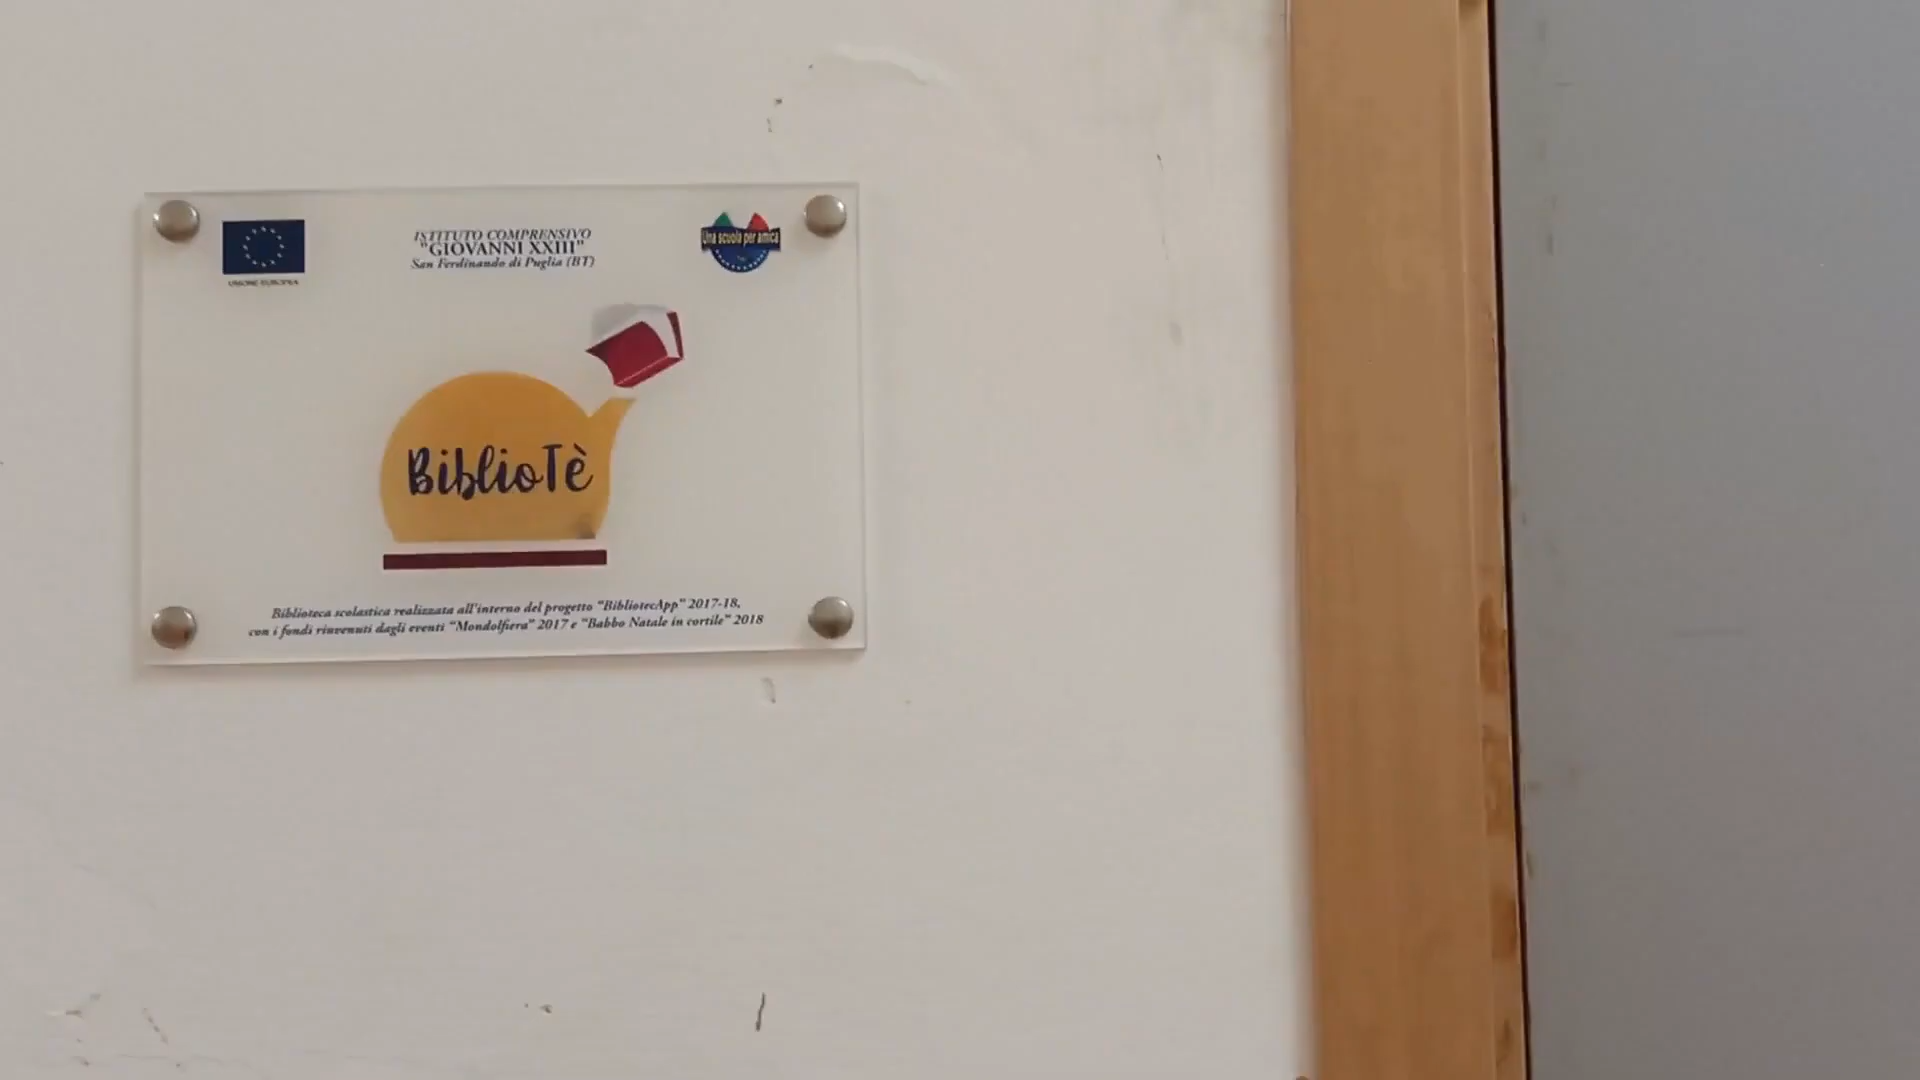 UNIONE EUROPEA
ISTITUTO COMPRENSIVO
"GIOVANNI XXIII"
San Ferdinando di Puglia (BT)
Una scuola per amica
BiblioTè
Biblioteca scolastica realizzata all'interno del progetto "BibliotecApp" 2017-18,
con i fondi rinvenuti dagli eventi "Mondolfiera" 2017 e "Babbo Natale in cortile" 2018